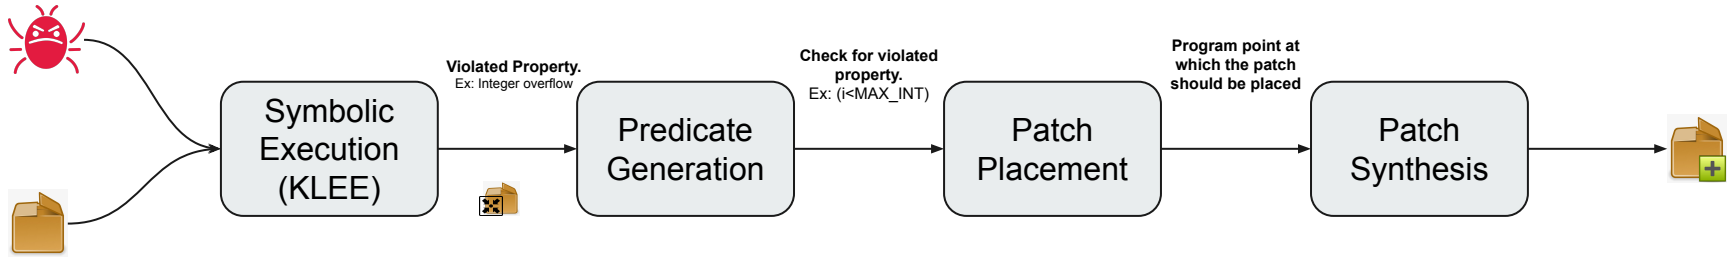 Symbolic
Execution
(KLEE)
Violated Property.
Ex: Integer overflow
Predicate
Generation
Check for violated
property.
Ex: (i<MAX_INT)
Patch
Placement
Program point at
which the patch
should be placed
Patch
Synthesis